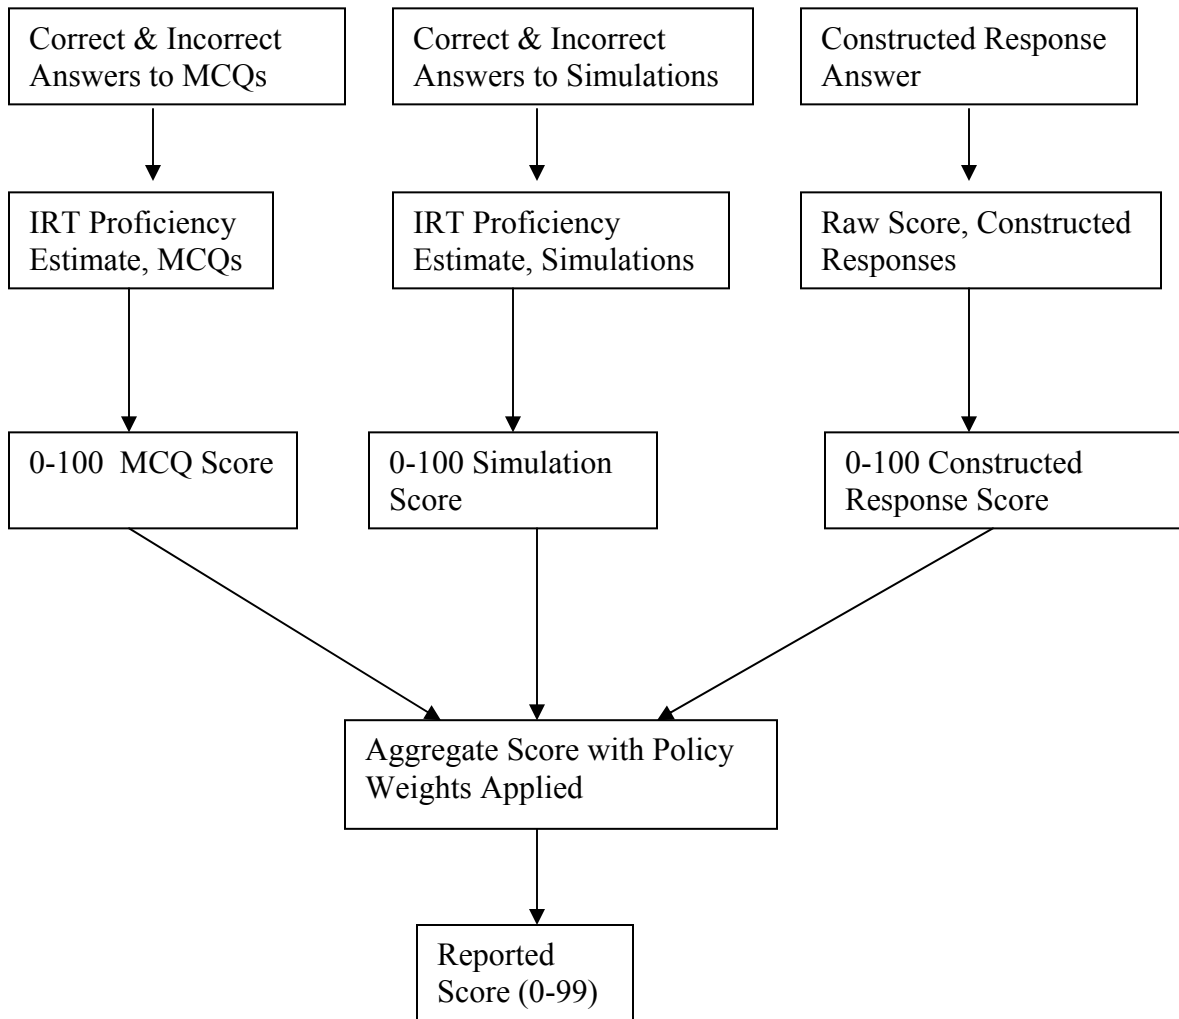 Correct & Incorrect
Answers to MCQs
Correct & Incorrect
Answers to Simulations
Constructed Response
Answer
IRT Proficiency
Estimate, MCQs
IRT Proficiency
Estimate, Simulations
Raw Score, Constructed
Responses
0-100  MCQ Score
0-100 Simulation
Score
0-100 Constructed
Response Score
Aggregate Score with Policy
Weights Applied
Reported
Score (0-99)